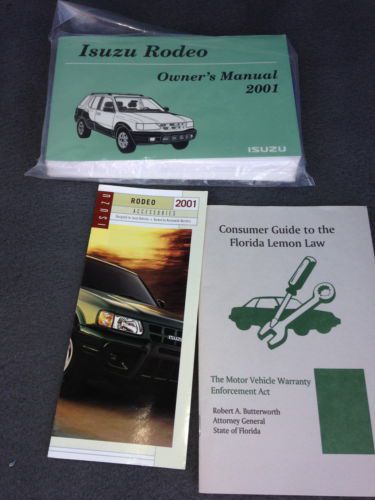 Isuzu Rodeo
Owner's Manual
2001
ISUZU
ISUZU
RODEO
2001
ACCESSORIES
ISUZU
Consumer Guide to the
Florida Lemon Law
The Motor Vehicle Warranty
Enforcement Act
Robert A. Butterworth
Attorney General
State of Florida